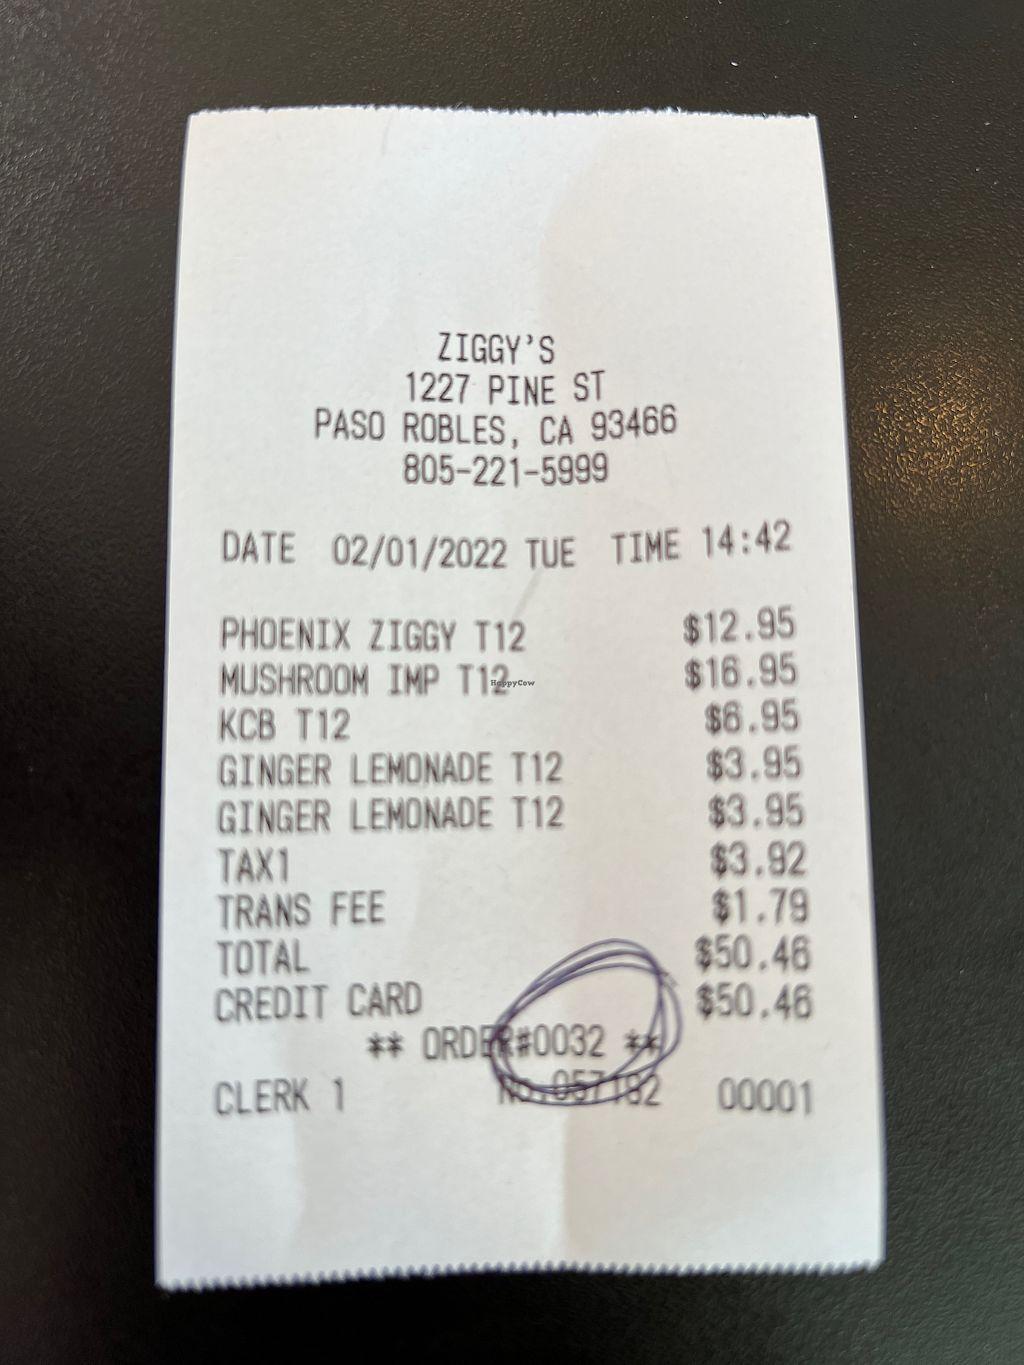 ZIGGY'S
1227 PINE ST
PASO ROBLES, CA 93466
805-221-5999
DATE 02/01/2022 TUE TIME 14:42
PHOENIX ZIGGY T12 $12.95
MUSHROOM IMP T12 $16.95
HappyCow
KCB T12 $6.95
GINGER LEMONADE T12 $3.95
GINGER LEMONADE T12 $3.95
TAX1 $3.92
TRANS FEE $1.79
TOTAL $50.46
CREDIT CARD $50.46
** ORDER#0032 **
CLERK 1 No.057192 00001